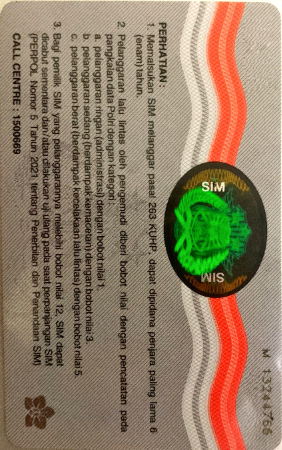 PERHATIAN :
1. Memalsukan SIM melanggar pasal 263 KUHP, dapat dipidana penjara paling lama 6
(enam) tahun.
2. Pelanggaran lalu lintas oleh pengemudi diberi bobot nilai dengan pencatatan pada
pangkalan data Polri dengan kategori :
a. pelanggaran ringan (administrasi) dengan bobot nilai 1.
b. pelanggaran sedang (berdampak kemacetan) dengan bobot nilai 3.
c. pelanggaran berat (berdampak kecelakaan lalu lintas) dengan bobot nilai 5.
3. Bagi pemilik SIM yang pelanggarannya melebihi bobot nilai 12, SIM dapat
dicabut sementara dan/atau dilakukan uji ulang pada saat perpanjangan SIM
(PERPOL Nomor 5 Tahun 2021 tentang Penerbitan dan Penandaan SIM)
CALL CENTRE : 1500669
SIM
SIM
M 13244766